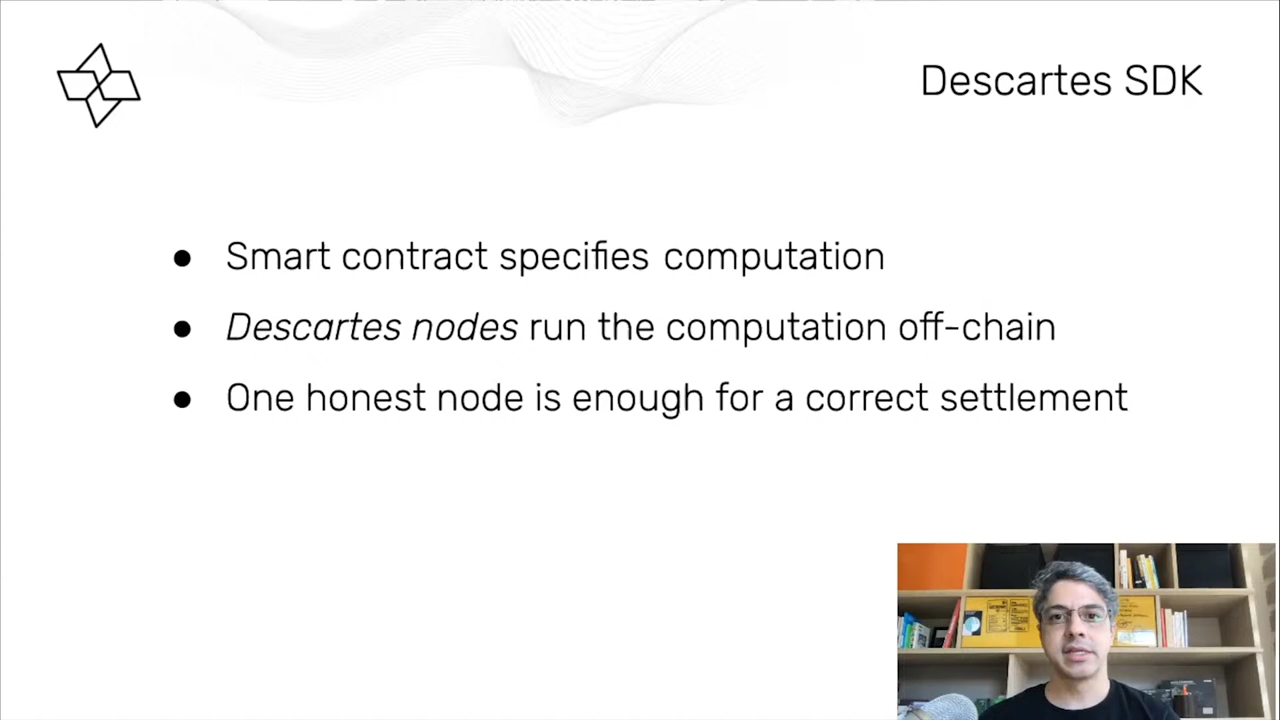 Descartes SDK
● Smart contract specifies computation
● Descartes nodes run the computation off-chain
● One honest node is enough for a correct settlement